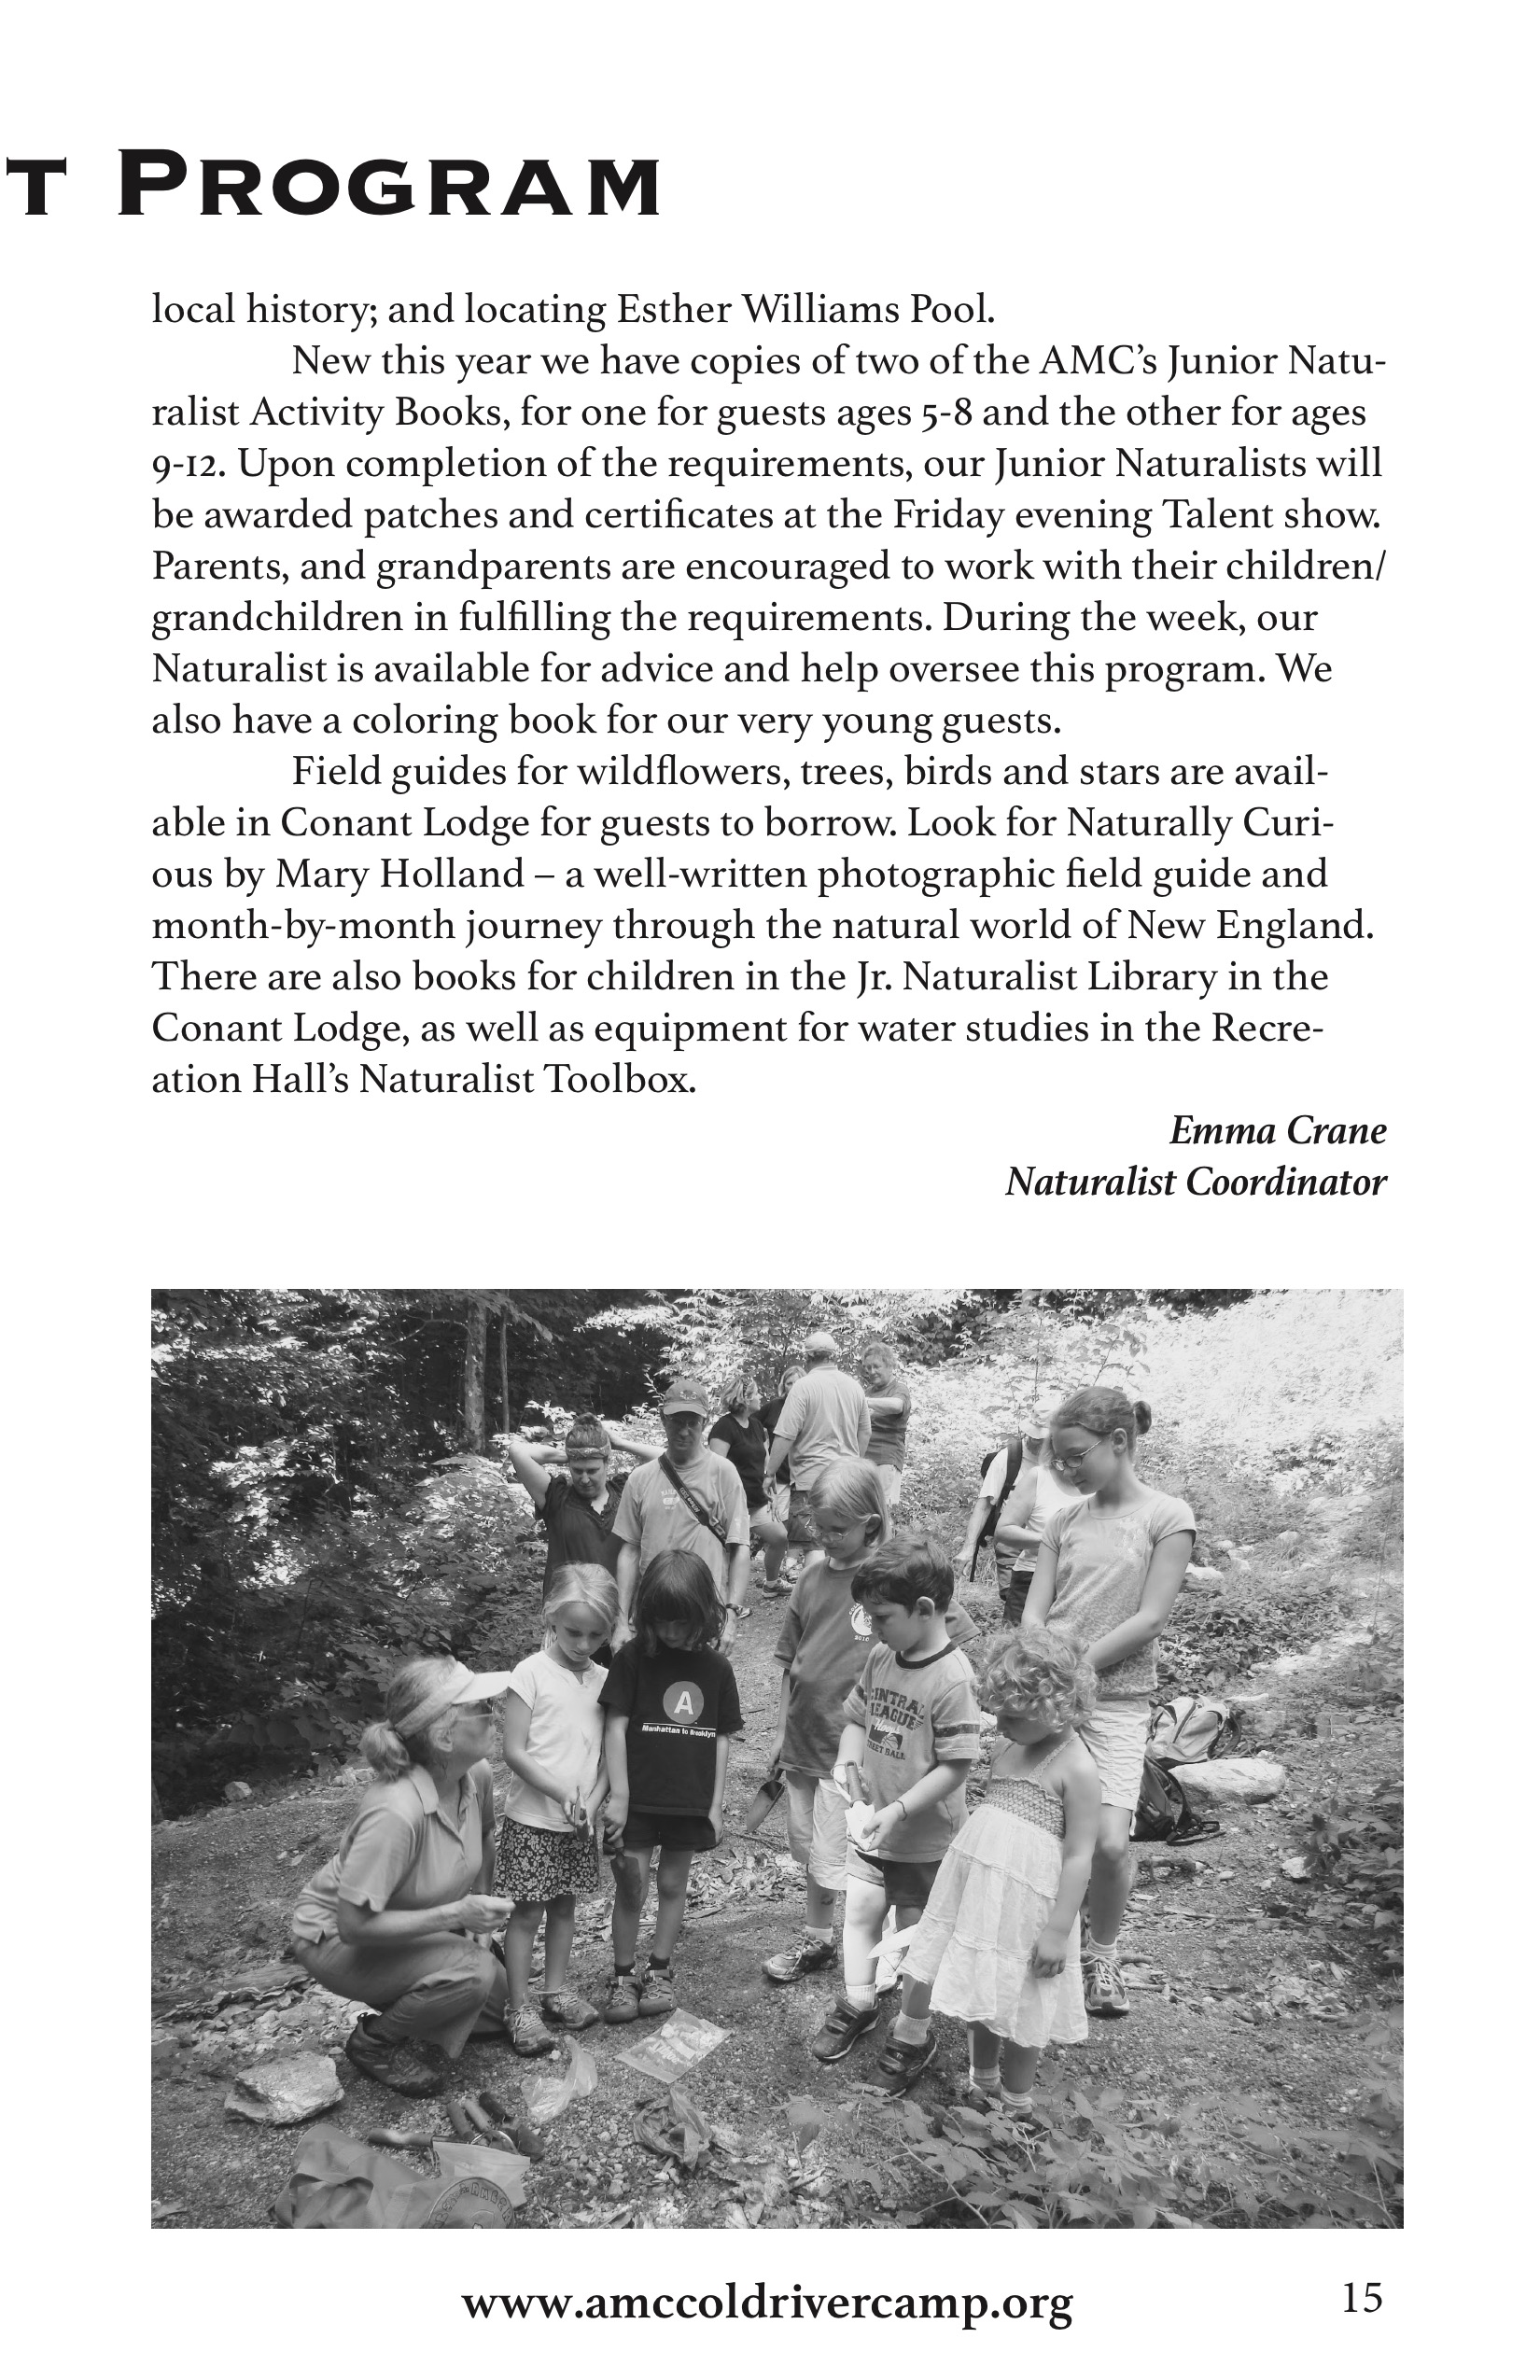 T PROGRAM
local history; and locating Esther Williams Pool.
New this year we have copies of two of the AMC’s Junior Natu-
ralist Activity Books, for one for guests ages 5-8 and the other for ages
9-12. Upon completion of the requirements, our Junior Naturalists will
be awarded patches and certificates at the Friday evening Talent show.
Parents, and grandparents are encouraged to work with their children/
grandchildren in fulfilling the requirements. During the week, our
Naturalist is available for advice and help oversee this program. We
also have a coloring book for our very young guests.
Field guides for wildflowers, trees, birds and stars are avail-
able in Conant Lodge for guests to borrow. Look for Naturally Curi-
ous by Mary Holland – a well-written photographic field guide and
month-by-month journey through the natural world of New England.
There are also books for children in the Jr. Naturalist Library in the
Conant Lodge, as well as equipment for water studies in the Recre-
ation Hall’s Naturalist Toolbox.
Emma Crane
Naturalist Coordinator
A
Manhattan to Brooklyn
CENTRAL
LEAGUE
2010
www.amccoldrivercamp.org
15